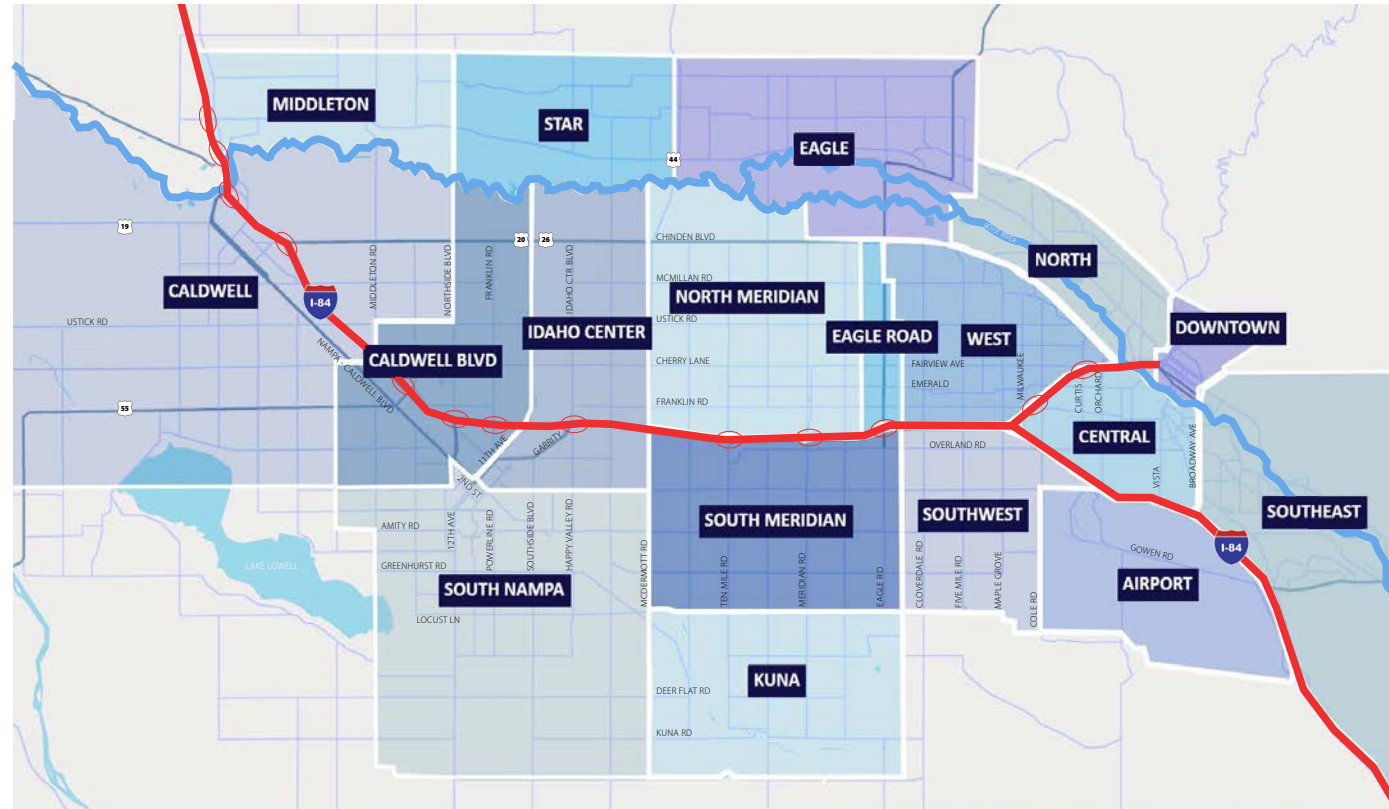 MIDDLETON
STAR
EAGLE
44
19
20
26
CHINDEN BLVD
BOISE RIVER
NORTH
MIDDLETON RD
NORTHSIDE BLVD
FRANKLIN RD
IDAHO CTR BLVD
MCMILLAN RD
CALDWELL
NORTH MERIDIAN
I-84
USTICK RD
USTICK RD
IDAHO CENTER
EAGLE ROAD
WEST
DOWNTOWN
NAMPA - CALDWELL BLVD
CALDWELL BLVD
CHERRY LANE
FAIRVIEW AVE
EMERALD
MILWAUKEE
CURTIS
ORCHARD
FRANKLIN RD
55
11TH AVE
GARRITY
OVERLAND RD
CENTRAL
VISTA
BROADWAY AVE
2ND ST
AMITY RD
12TH AVE
POWERLINE RD
SOUTHSIDE BLVD
HAPPY VALLEY RD
SOUTH MERIDIAN
SOUTHWEST
SOUTHEAST
I-84
GOWEN RD
LAKE LOWELL
GREENHURST RD
SOUTH NAMPA
MCDERMOTT RD
TEN MILE RD
MERIDIAN RD
EAGLE RD
CLOVERDALE RD
FIVE MILE RD
MAPLE GROVE
COLE RD
AIRPORT
LOCUST LN
KUNA
DEER FLAT RD
KUNA RD